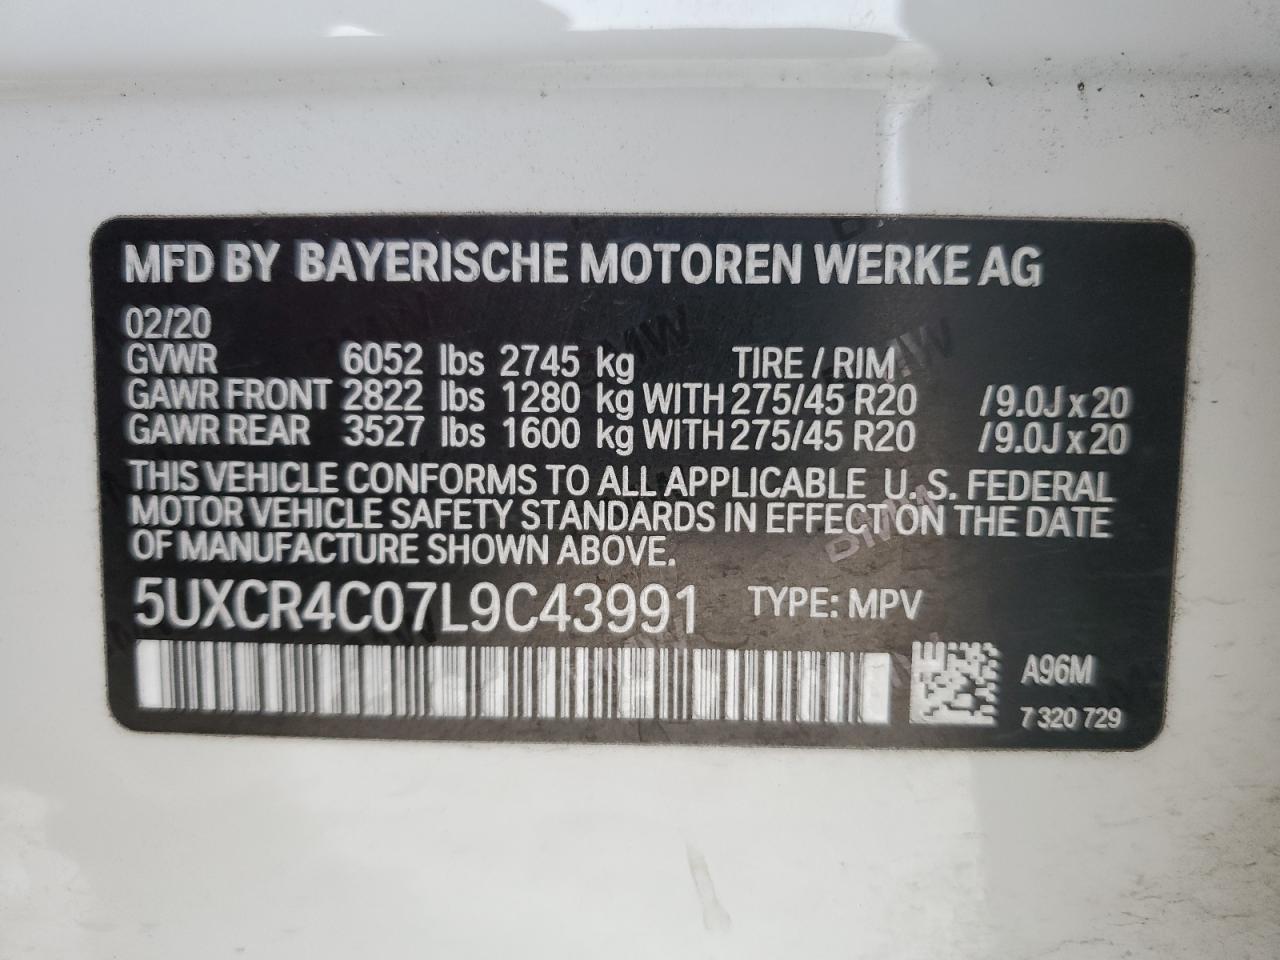 MFD BY BAYERISCHE MOTOREN WERKE AG
02/20
GVWR 6052 lbs 2745 kg TIRE / RIM
GAWR FRONT 2822 lbs 1280 kg WITH 275/45 R20 /9.0J x 20
GAWR REAR 3527 lbs 1600 kg WITH 275/45 R20 /9.0J x 20
THIS VEHICLE CONFORMS TO ALL APPLICABLE U.S. FEDERAL
MOTOR VEHICLE SAFETY STANDARDS IN EFFECT ON THE DATE
OF MANUFACTURE SHOWN ABOVE.
5UXCR4C07L9C43991 TYPE: MPV
A96M
7 320 729